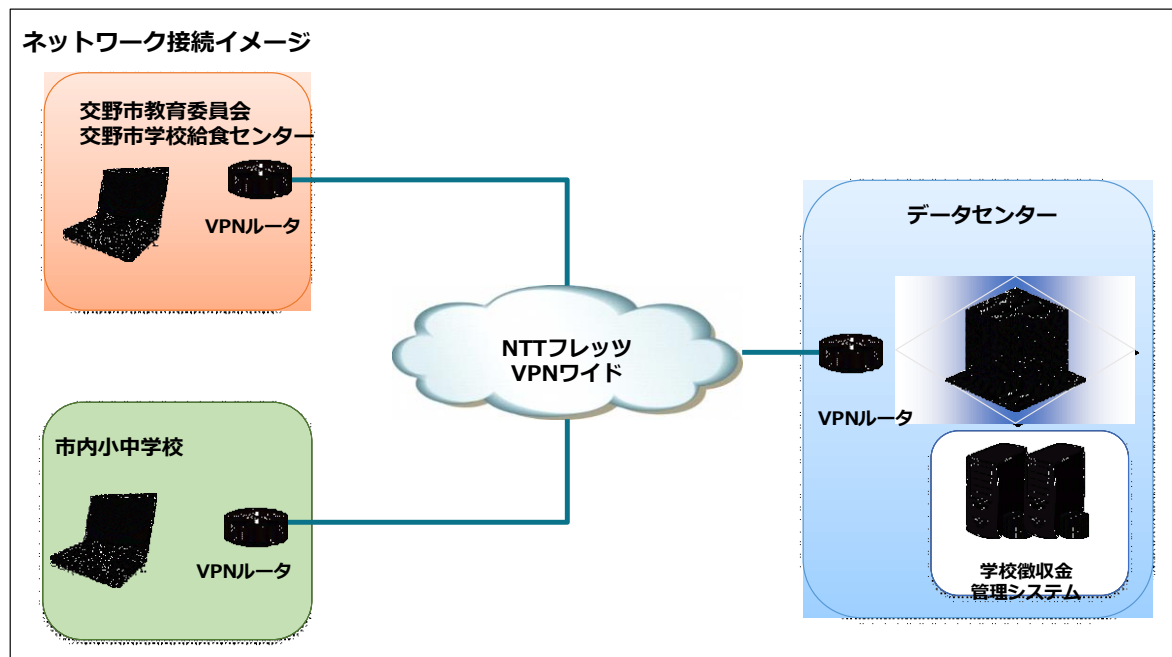 ネットワーク接続イメージ
交野市教育委員会
交野市学校給食センター
VPNルータ
市内小中学校
VPNルータ
NTTフレッツ
VPNワイド
データセンター
VPNルータ
学校徴収金
管理システム